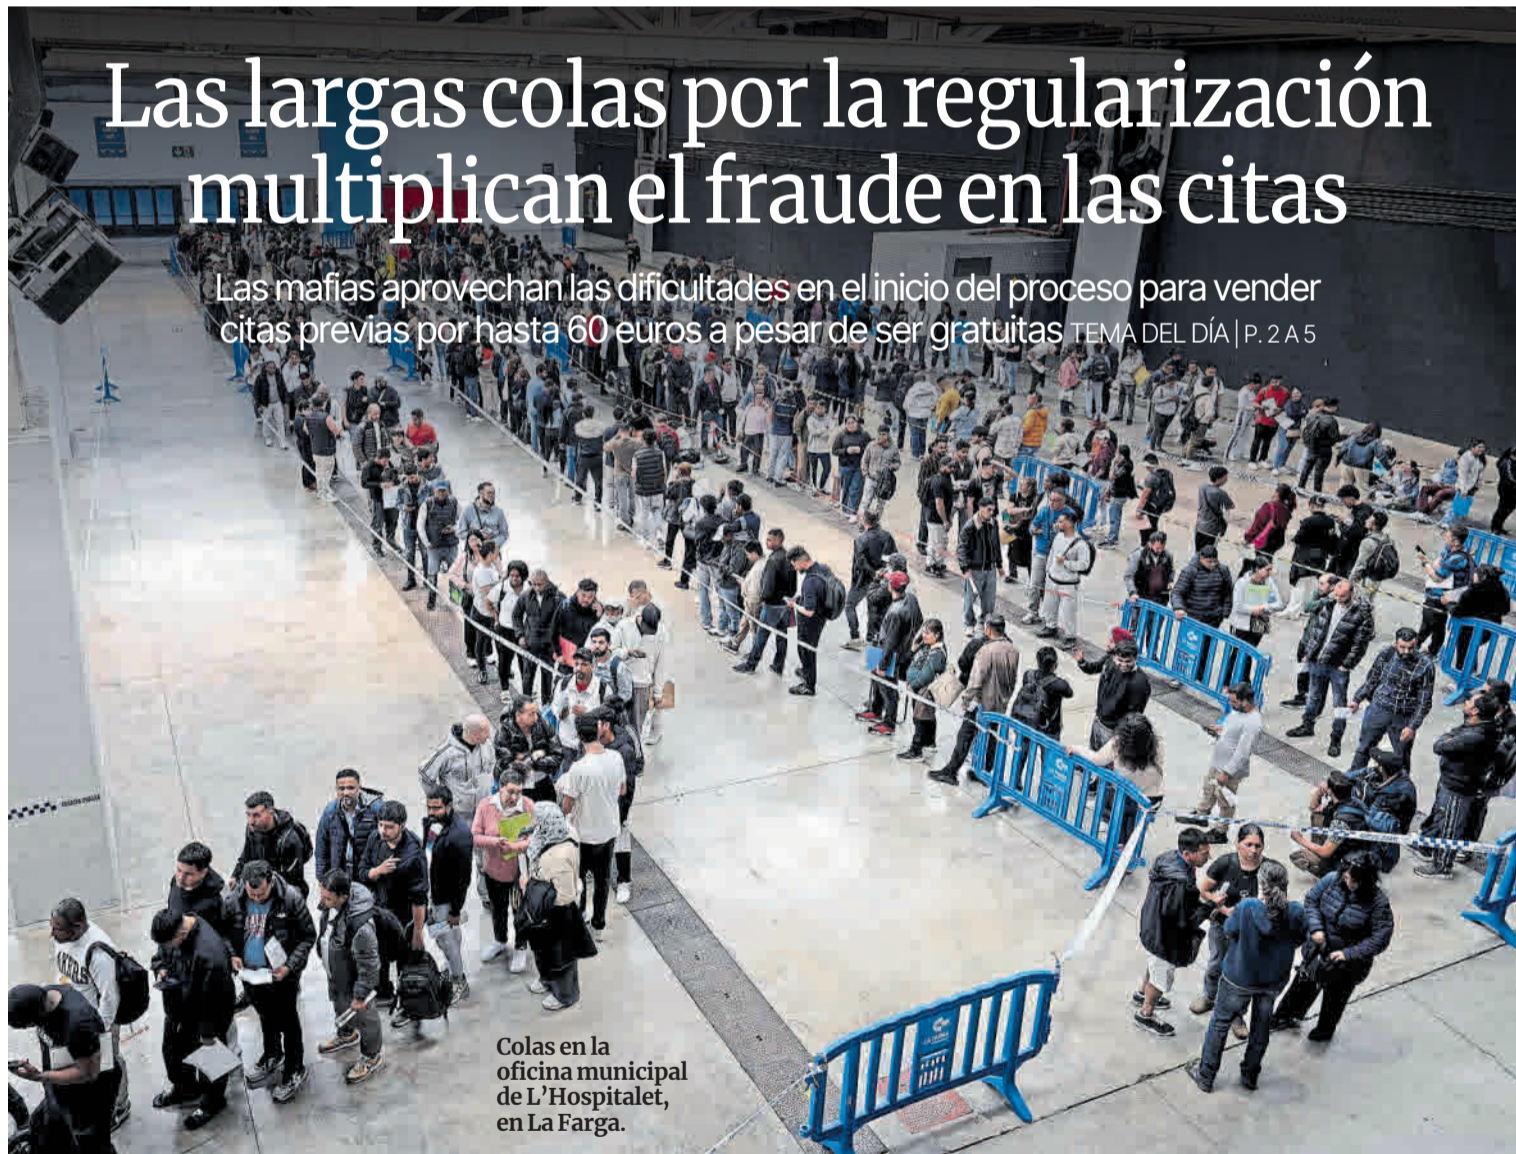 Las largas colas por la regularización
multiplican el fraude en las citas
Las mafias aprovechan las dificultades en el inicio del proceso para vender
citas previas por hasta 60 euros a pesar de ser gratuitas TEMA DEL DÍA | P. 2 A 5
Colas en la
oficina municipal
de L’Hospitalet,
en La Farga.